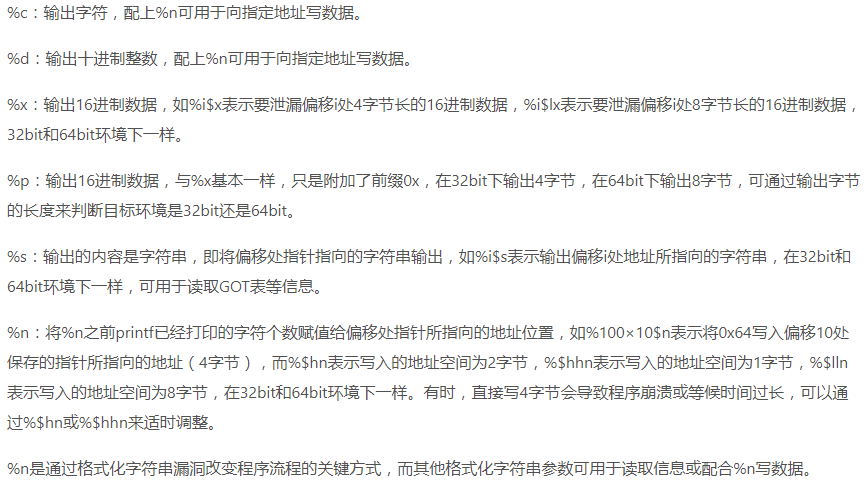 %c：输出字符，配上%n可用于向指定地址写数据。
%d：输出十进制整数，配上%n可用于向指定地址写数据。
%x：输出16进制数据，如%i$x表示要泄漏偏移i处4字节长的16进制数据，%i$lx表示要泄漏偏移i处8字节长的16进制数据，
32bit和64bit环境下一样。
%p：输出16进制数据，与%x基本一样，只是附加了前缀0x，在32bit下输出4字节，在64bit下输出8字节，可通过输出字节
的长度来判断目标环境是32bit还是64bit。
%s：输出的内容是字符串，即将偏移处指针指向的字符串输出，如%i$s表示输出偏移i处地址所指向的字符串，在32bit和
64bit环境下一样，可用于读取GOT表等信息。
%n：将%n之前printf已经打印的字符个数赋值给偏移处指针所指向的地址位置，如%100×10$n表示将0x64写入偏移10处
保存的指针所指向的地址（4字节），而%$hn表示写入的地址空间为2字节，%$hhn表示写入的地址空间为1字节，%$lln
表示写入的地址空间为8字节，在32bit和64bit环境下一样。有时，直接写4字节会导致程序崩溃或等候时间过长，可以通
过%$hn或%$hhn来适时调整。
%n是通过格式化字符串漏洞改变程序流程的关键方式，而其他格式化字符串参数可用于读取信息或配合%n写数据。